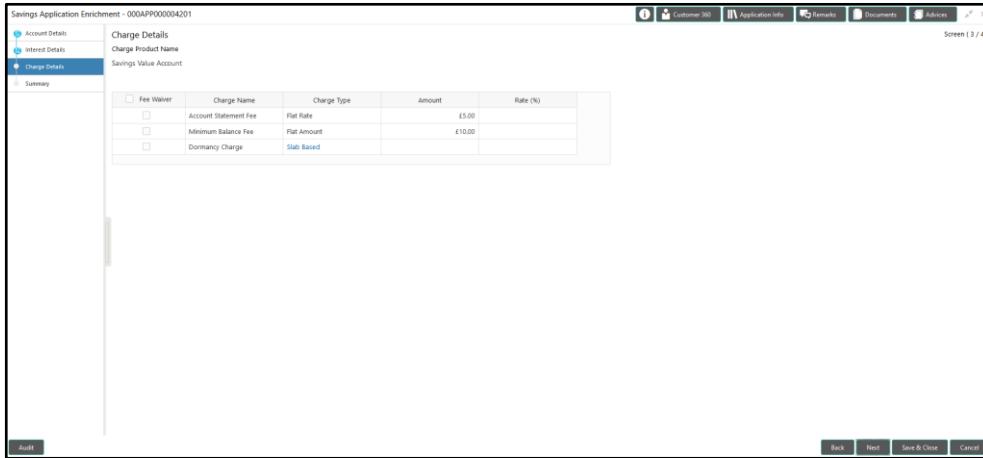 Savings Application Enrichment - 000APP000004201
Customer 360
Application Info
Remarks
Documents
Advices
Account Details
Interest Details
Charge Details
Summary
Charge Details
Screen ( 3 / 4
Charge Product Name
Savings Value Account
Fee Waiver Charge Name Charge Type Amount Rate (%)
Account Statement Fee Flat Rate £5.00
Minimum Balance Fee Flat Amount £10.00
Dormancy Charge Slab Based
Audit
Back Next Save & Close Cancel